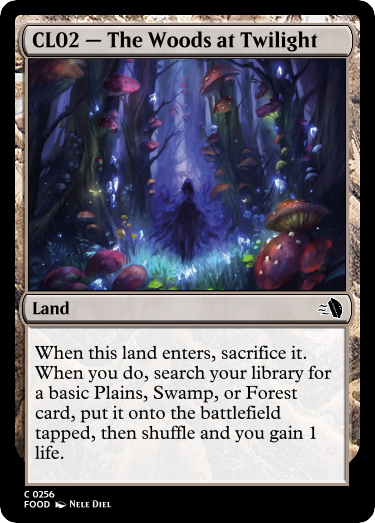 CL02 — The Woods at Twilight
Land
When this land enters, sacrifice it.
When you do, search your library for
a basic Plains, Swamp, or Forest
card, put it onto the battlefield
tapped, then shuffle and you gain 1
life.
C 0256
FOOD Nele Diel